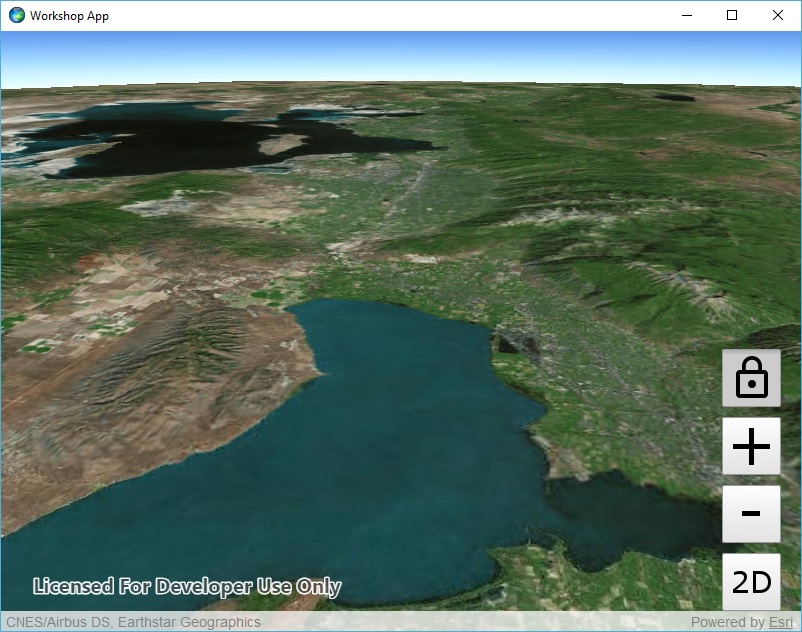 Workshop App
+
-
2D
Licensed For Developer Use Only
CNES/Airbus DS, Earthstar Geographics
Powered by Esri